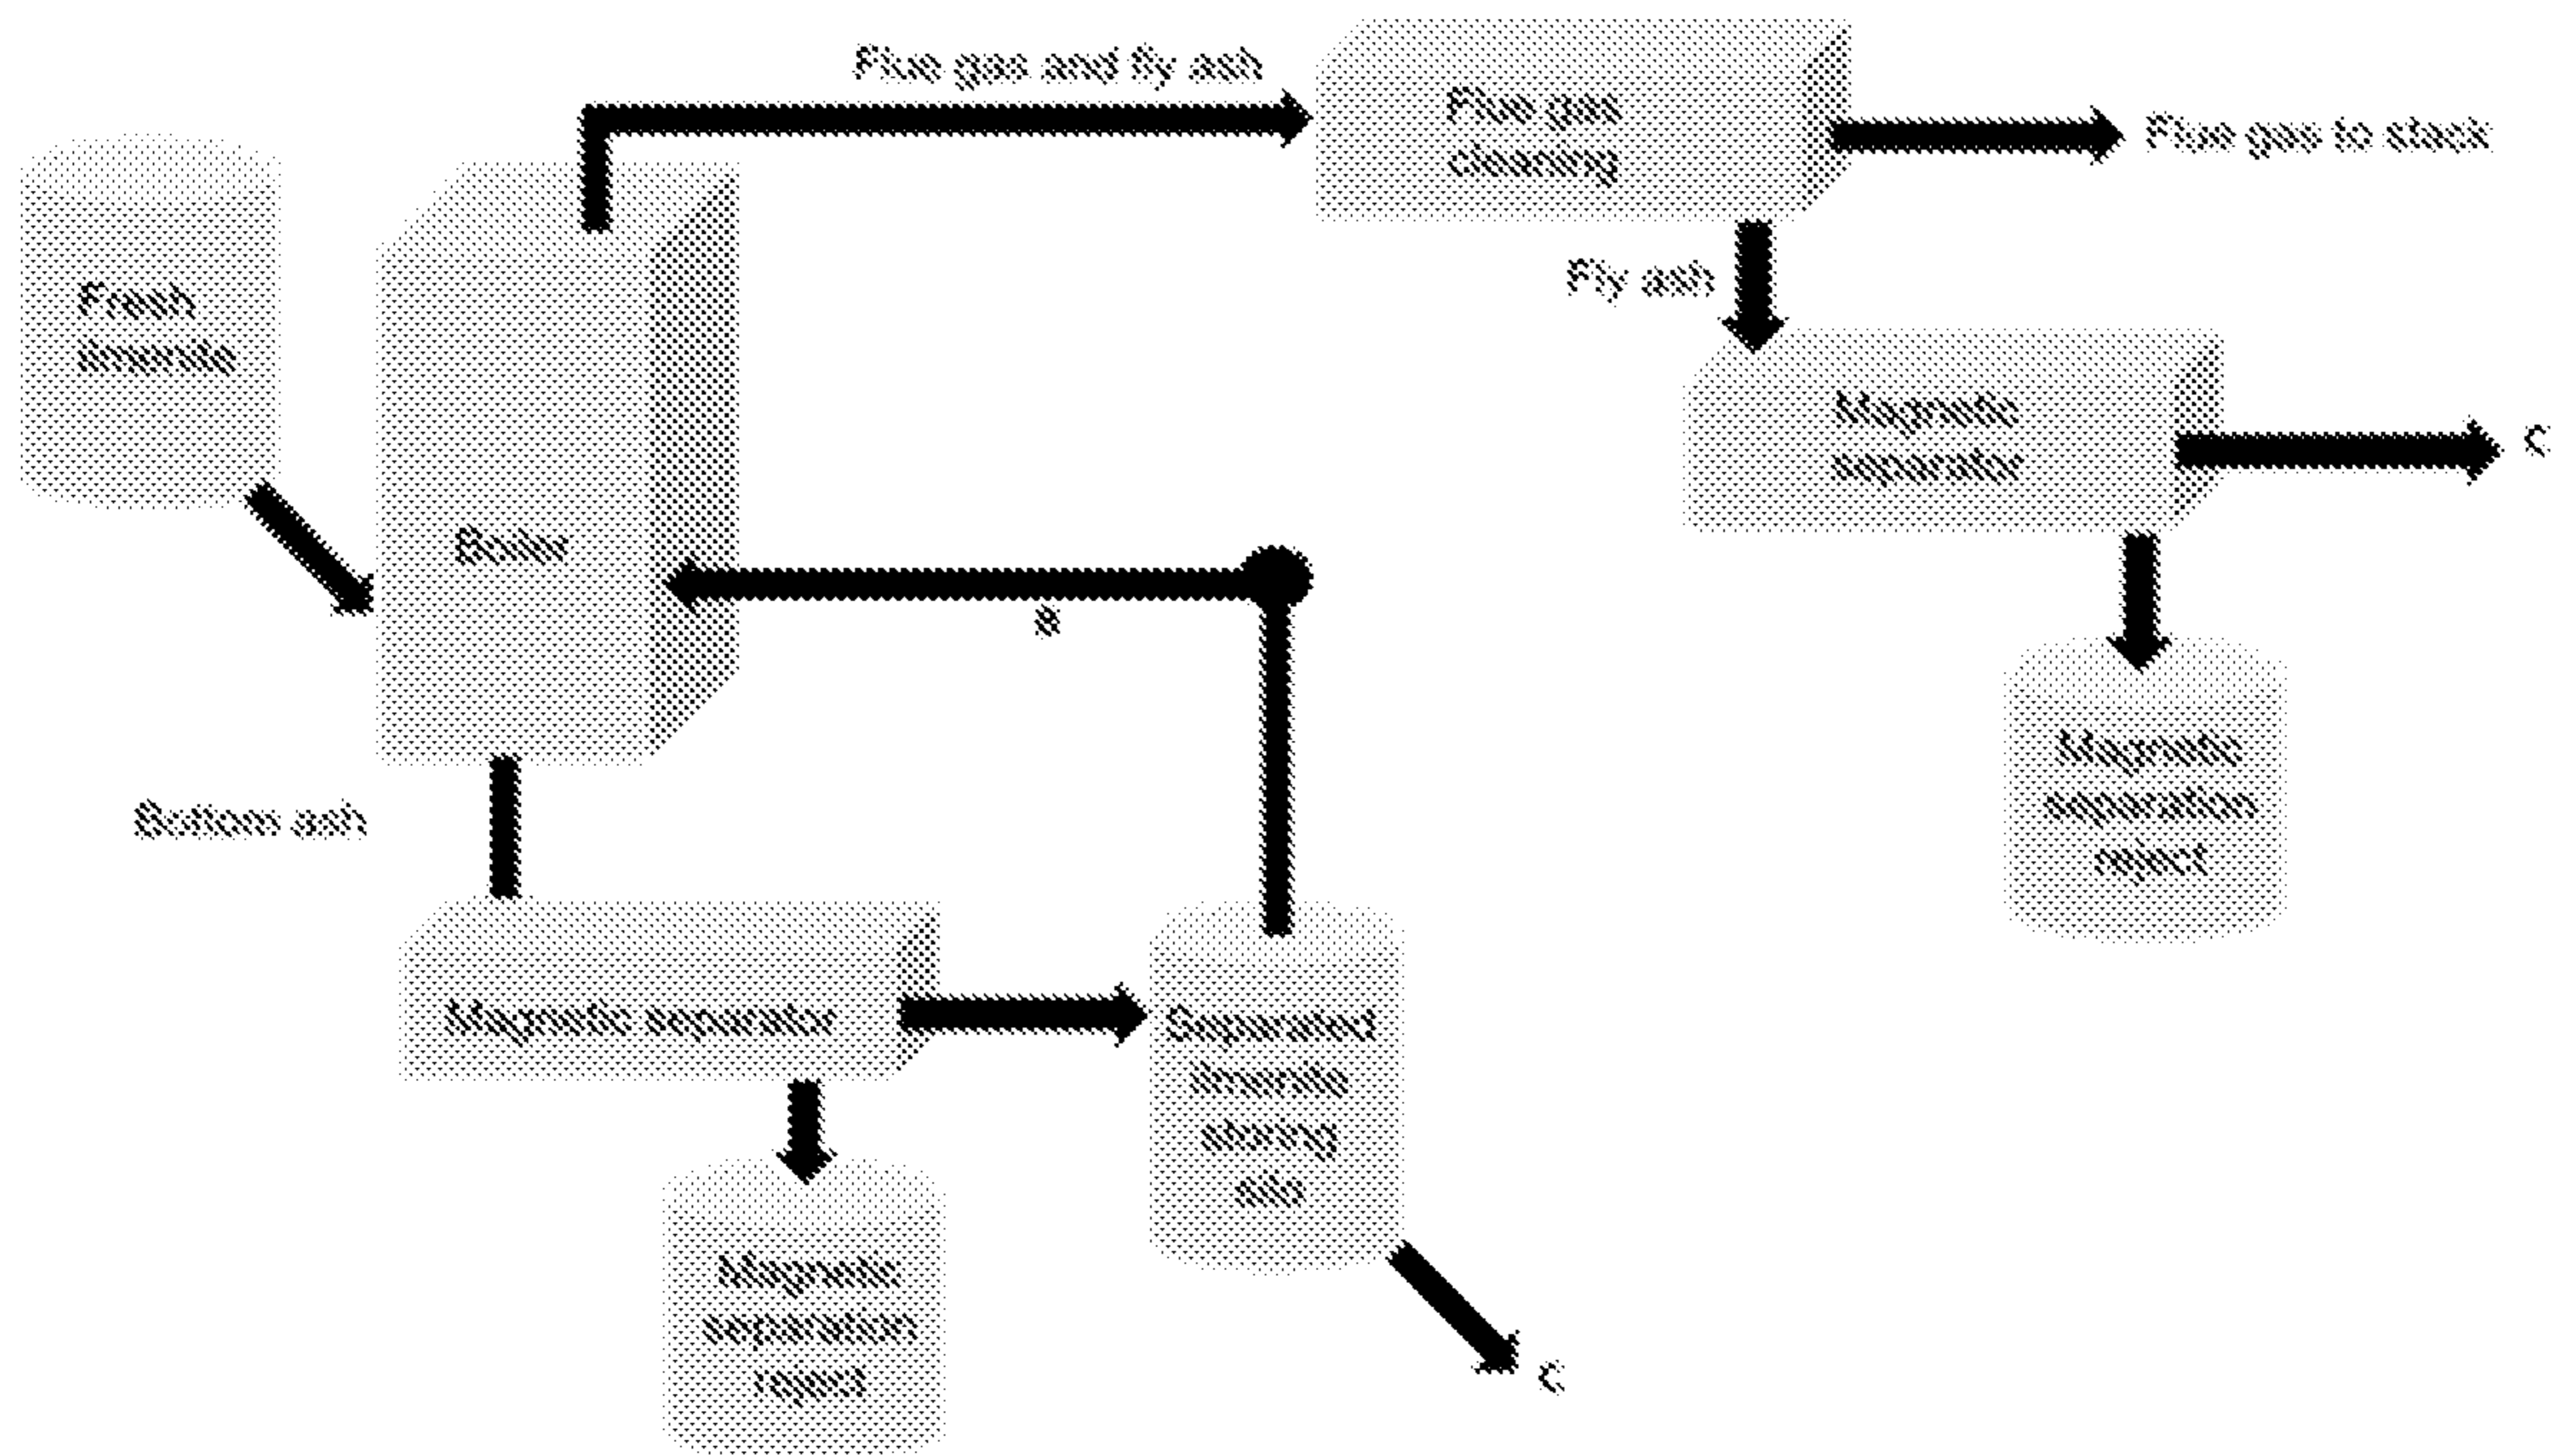 Flue gas and fly ash
Flue gas
cleaning
Flue gas to stack
Fresh
ilmenite
Fly ash
Magnetic
separator
c
Boiler
a
Magnetic
separation
reject
Bottom ash
Magnetic separator
Separated
ilmenite
storing
silo
Magnetic
separation
reject
c